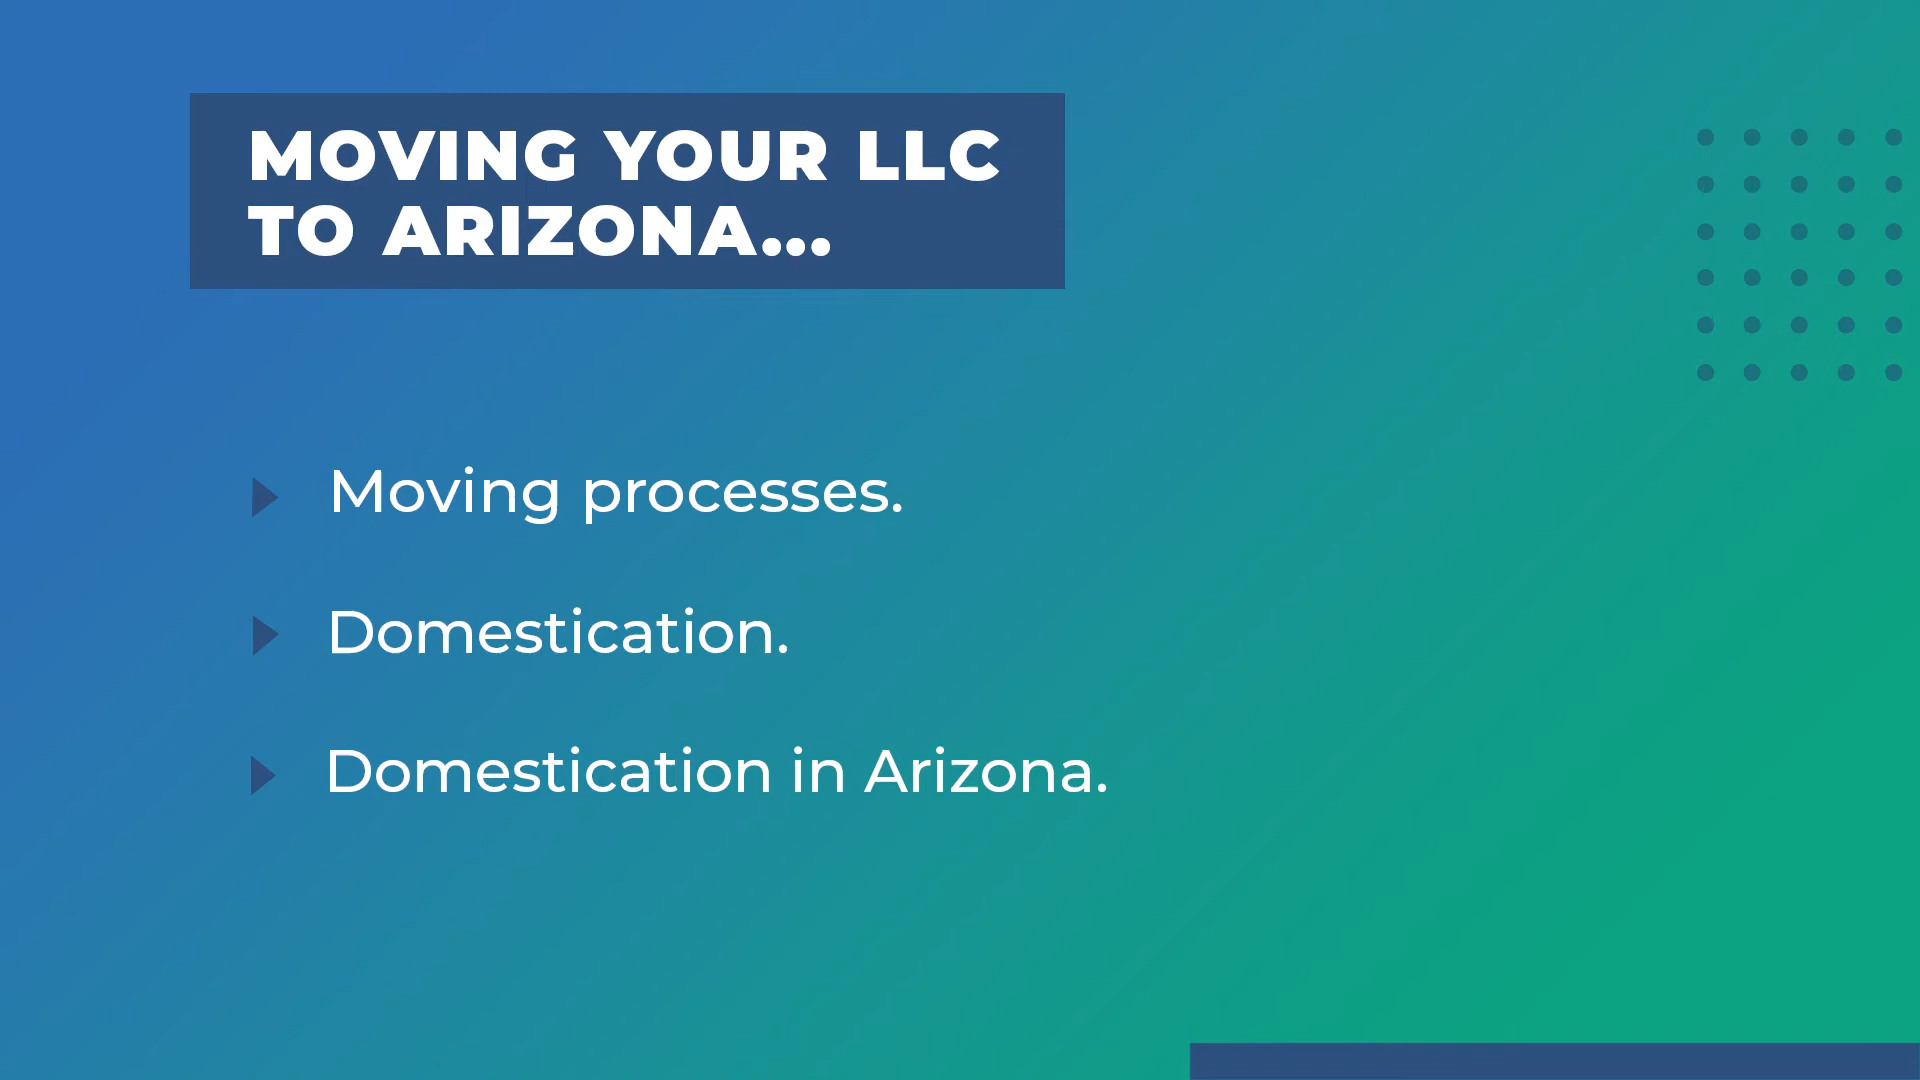 MOVING YOUR LLC
TO ARIZONA...
Moving processes.
Domestication.
Domestication in Arizona.